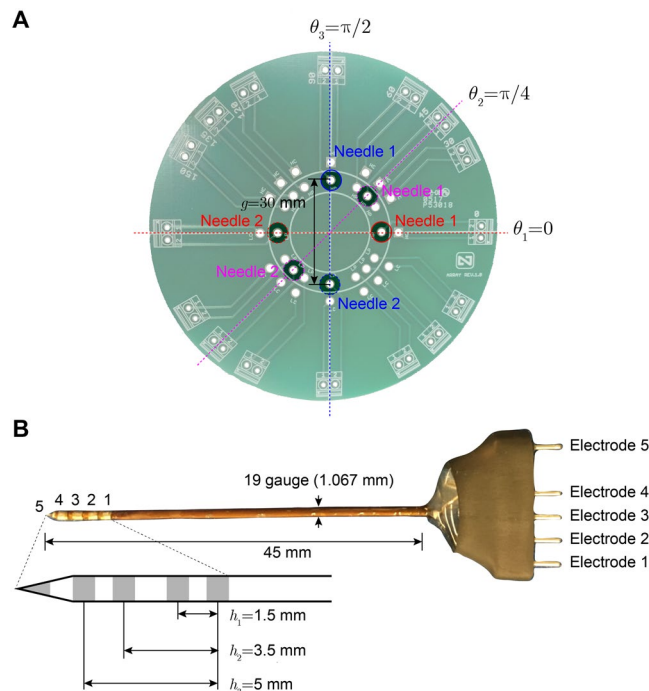 A
θ₃=π/2
θ₂=π/4
Needle 1
g=30 mm
Needle 1
Needle 2
Needle 1
θ₁=0
Needle 2
Needle 2
B
Electrode 5
19 gauge (1.067 mm)
5 4 3 2 1
Electrode 4
Electrode 3
Electrode 2
45 mm
Electrode 1
h₁=1.5 mm
h₂=3.5 mm
=5 mm